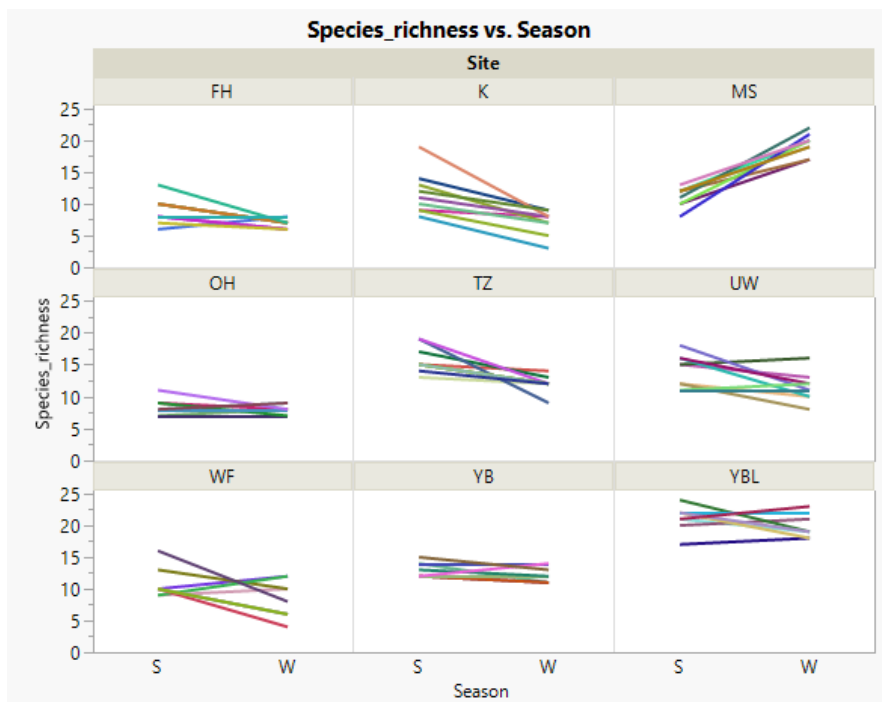 Species_richness vs. Season
Site
FH K MS
25
20
15
10
5
0
OH TZ UW
25
20
15
10
5
0
WF YB YBL
25
20
15
10
5
0
Species_richness
S W S W S W
Season